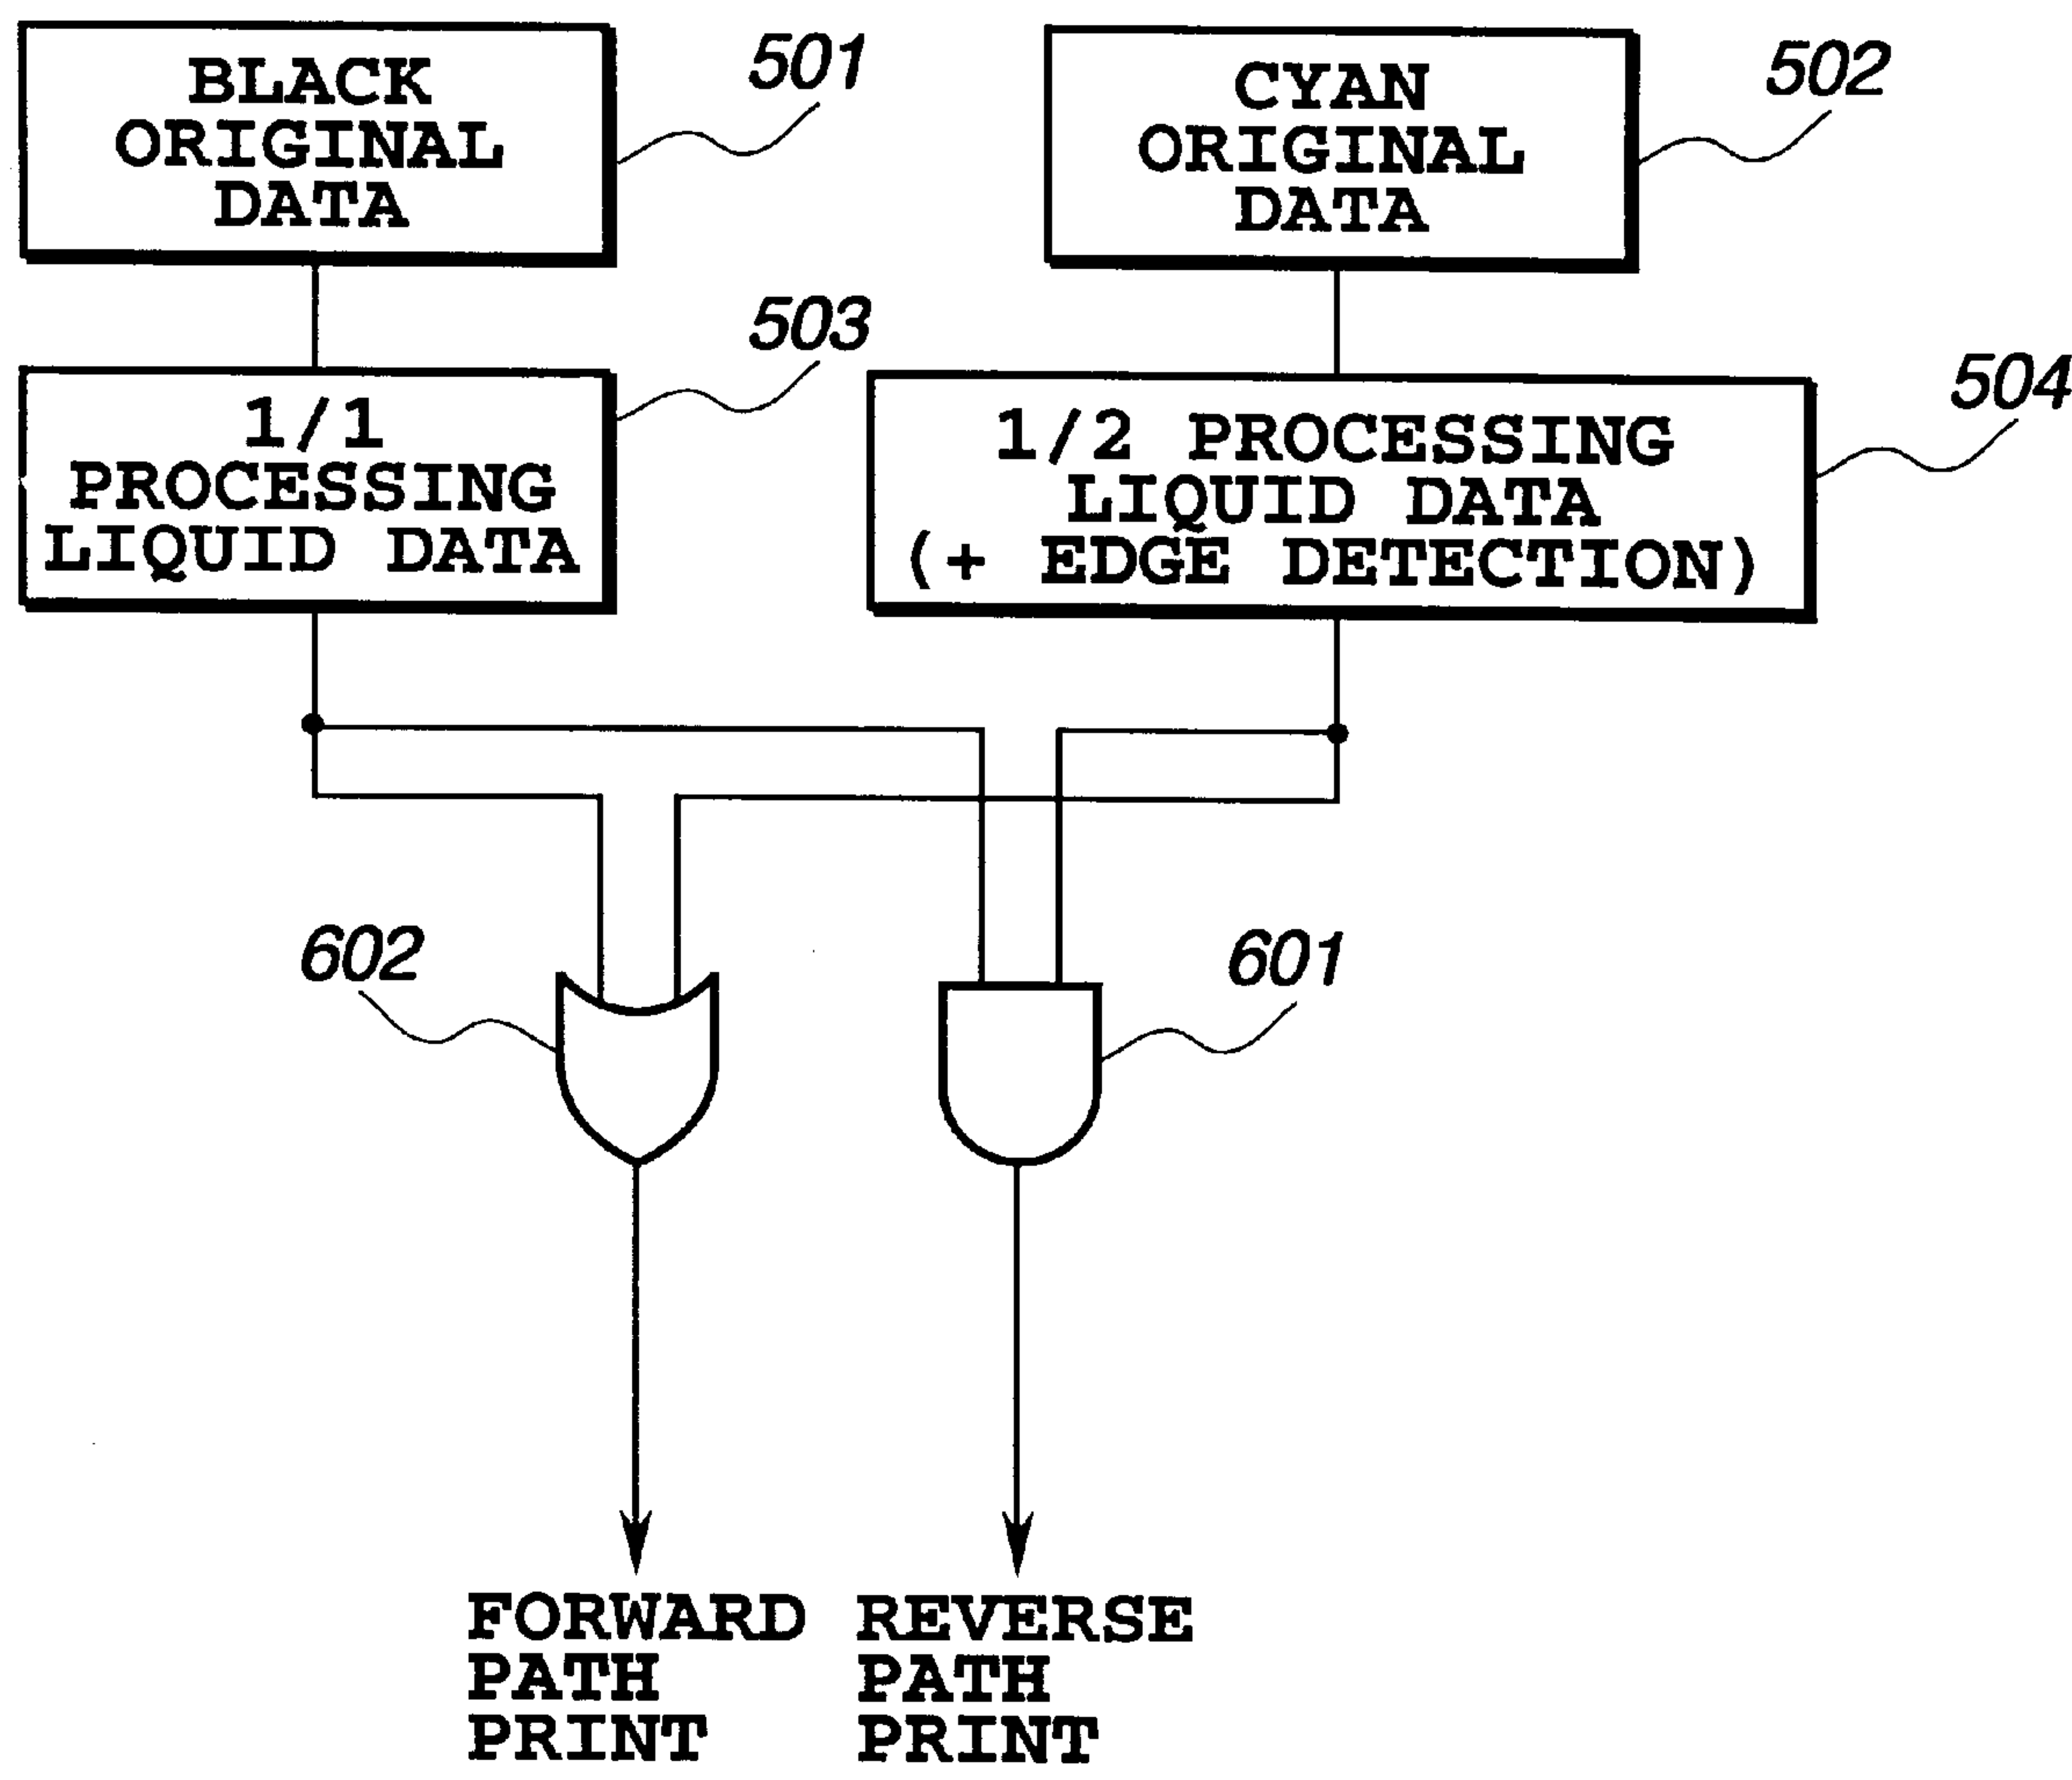 BLACK
ORIGINAL
DATA
501
CYAN
ORIGINAL
DATA
502
1/1
PROCESSING
LIQUID DATA
503
1/2 PROCESSING
LIQUID DATA
(+ EDGE DETECTION)
504
602
601
FORWARD
PATH
PRINT
REVERSE
PATH
PRINT